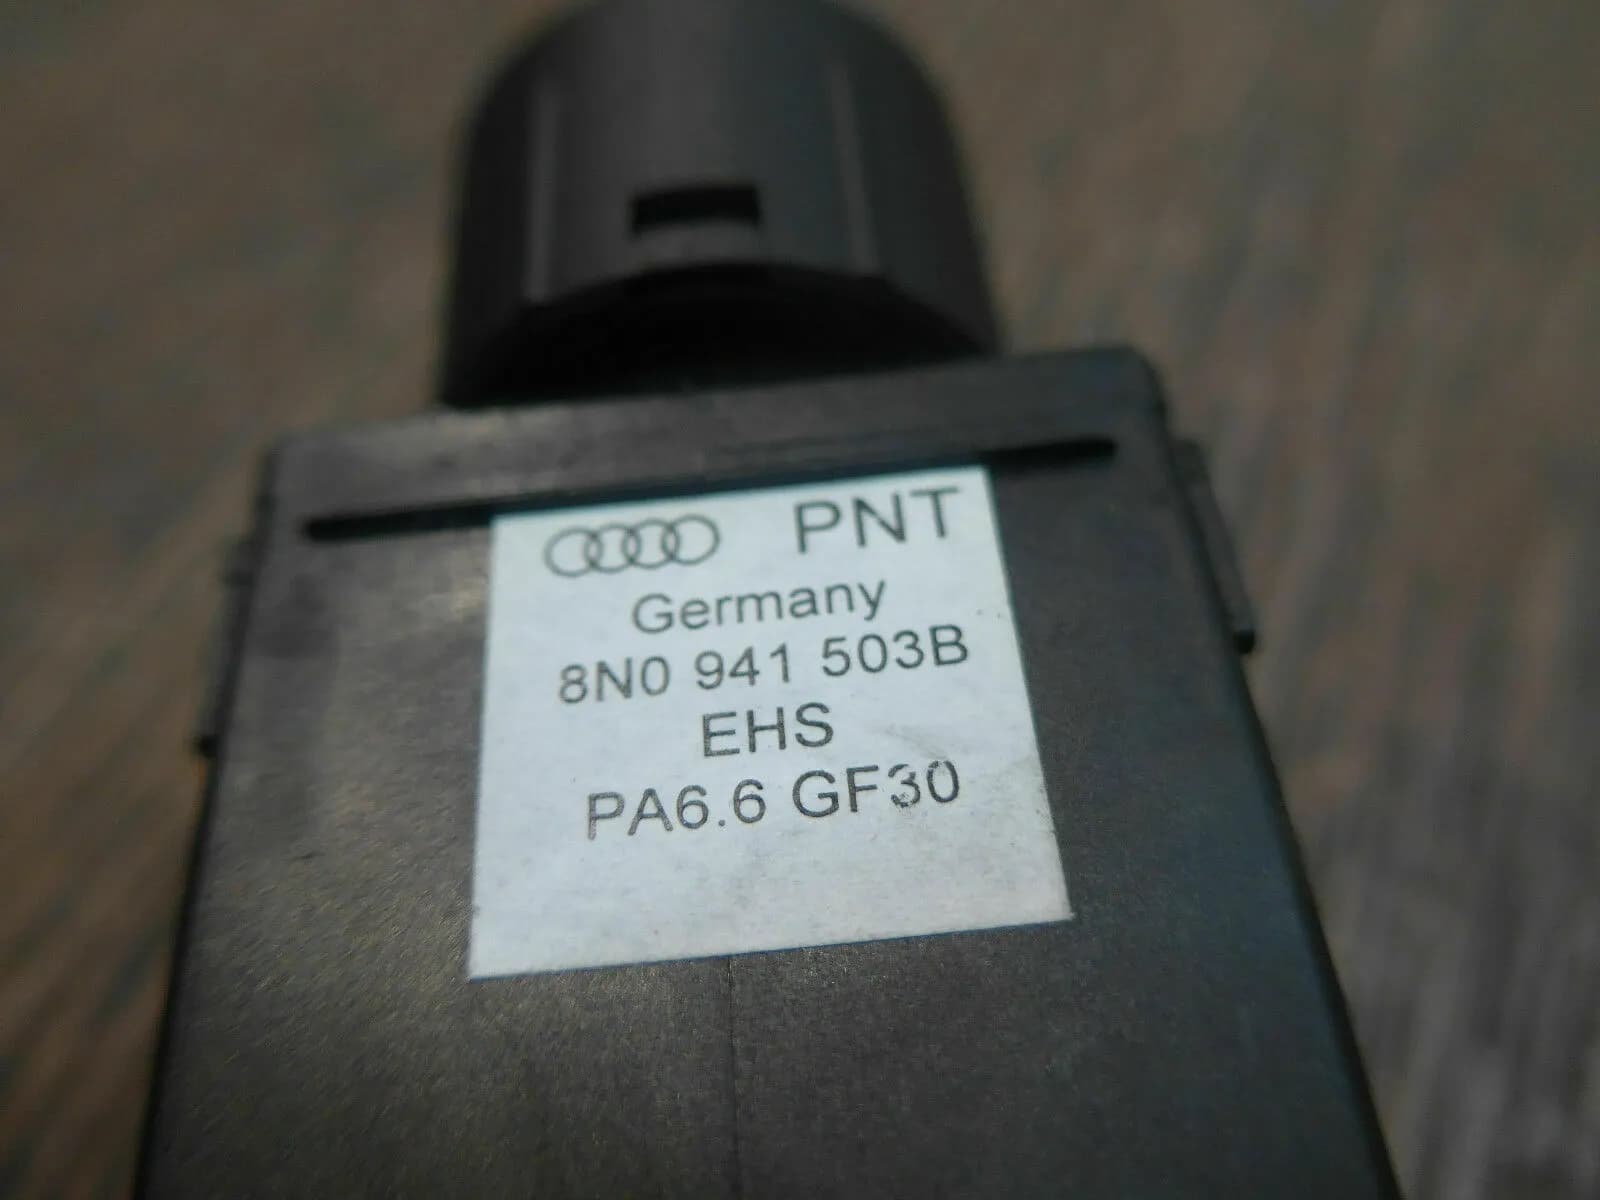 PNT
Germany
8N0 941 503B
EHS
PA6.6 GF30